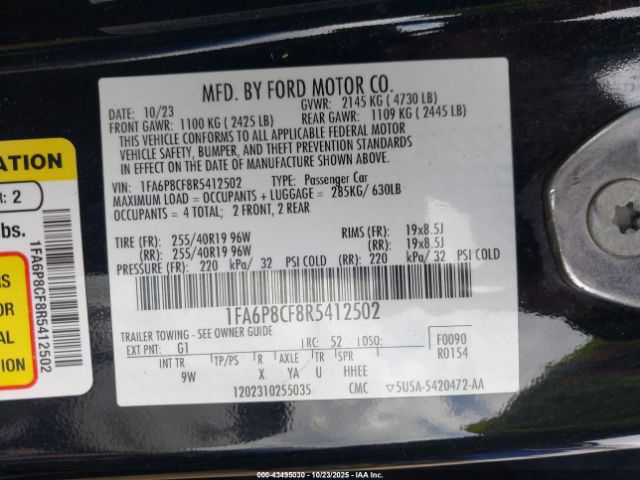 MFD. BY FORD MOTOR CO.
DATE: 10/23 GVWR: 2145 KG ( 4730 LB)
FRONT GAWR: 1100 KG ( 2425 LB) REAR GAWR: 1109 KG ( 2445 LB)
THIS VEHICLE CONFORMS TO ALL APPLICABLE FEDERAL MOTOR
VEHICLE SAFETY, BUMPER, AND THEFT PREVENTION STANDARDS
IN EFFECT ON THE DATE OF MANUFACTURE SHOWN ABOVE.
VIN: 1FA6P8CF8R5412502 TYPE: Passenger Car
MAXIMUM LOAD = OCCUPANTS + LUGGAGE = 285KG/ 630LB
OCCUPANTS = 4 TOTAL; 2 FRONT, 2 REAR
TIRE (FR): 255/40R19 96W RIMS (FR): 19x8.5J
(RR): 255/40R19 96W (RR): 19x8.5J
PRESSURE (FR): 220 kPa/ 32 PSI COLD (RR): 220 kPa/ 32 PSI COLD
1FA6P8CF8R5412502
TRAILER TOWING - SEE OWNER GUIDE
EXT PNT: G1 RC: 52 DSO: F0090
R0154
INT TR TP/PS R AXLE TR SPR
9W X YA U HHEE
1202310255035 CMC 5U5A-5420472-AA
ATION
R: 2
lbs.
S
OR
AL
N
1FA6P8CF8R5412502
000-43495030 - 10/23/2025 - IAAI.COM